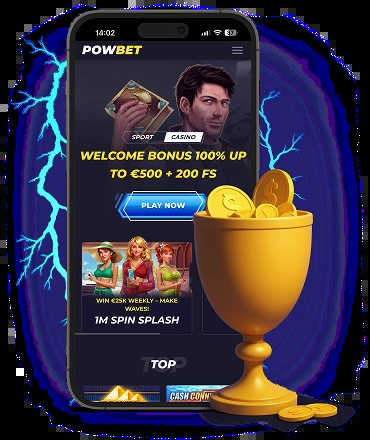 14:02
37
POWBET
SPORT CASINO
WELCOME BONUS 100% UP
TO €500 + 200 FS
PLAY NOW
WIN €25K WEEKLY – MAKE
WAVES!
1M SPIN SPLASH
TOP
CASH